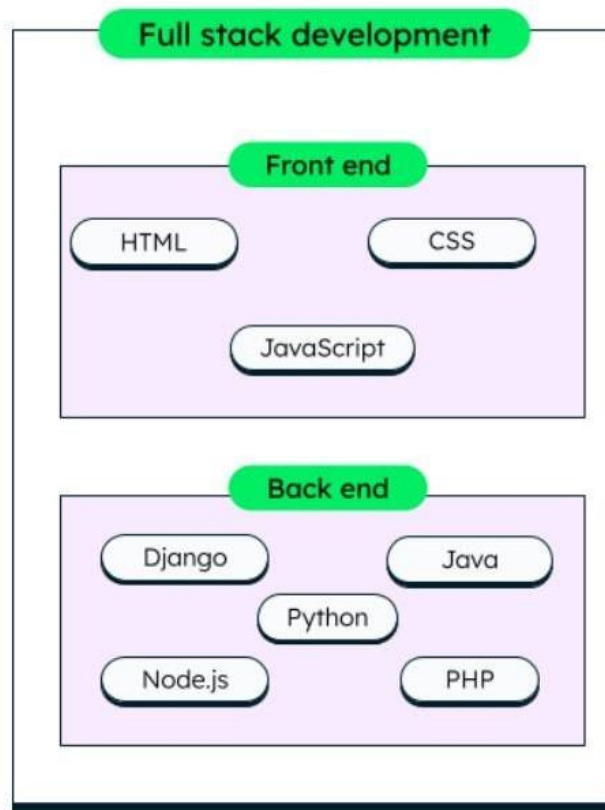 Full stack development
Front end
HTML
CSS
JavaScript
Back end
Django
Java
Python
Node.js
PHP